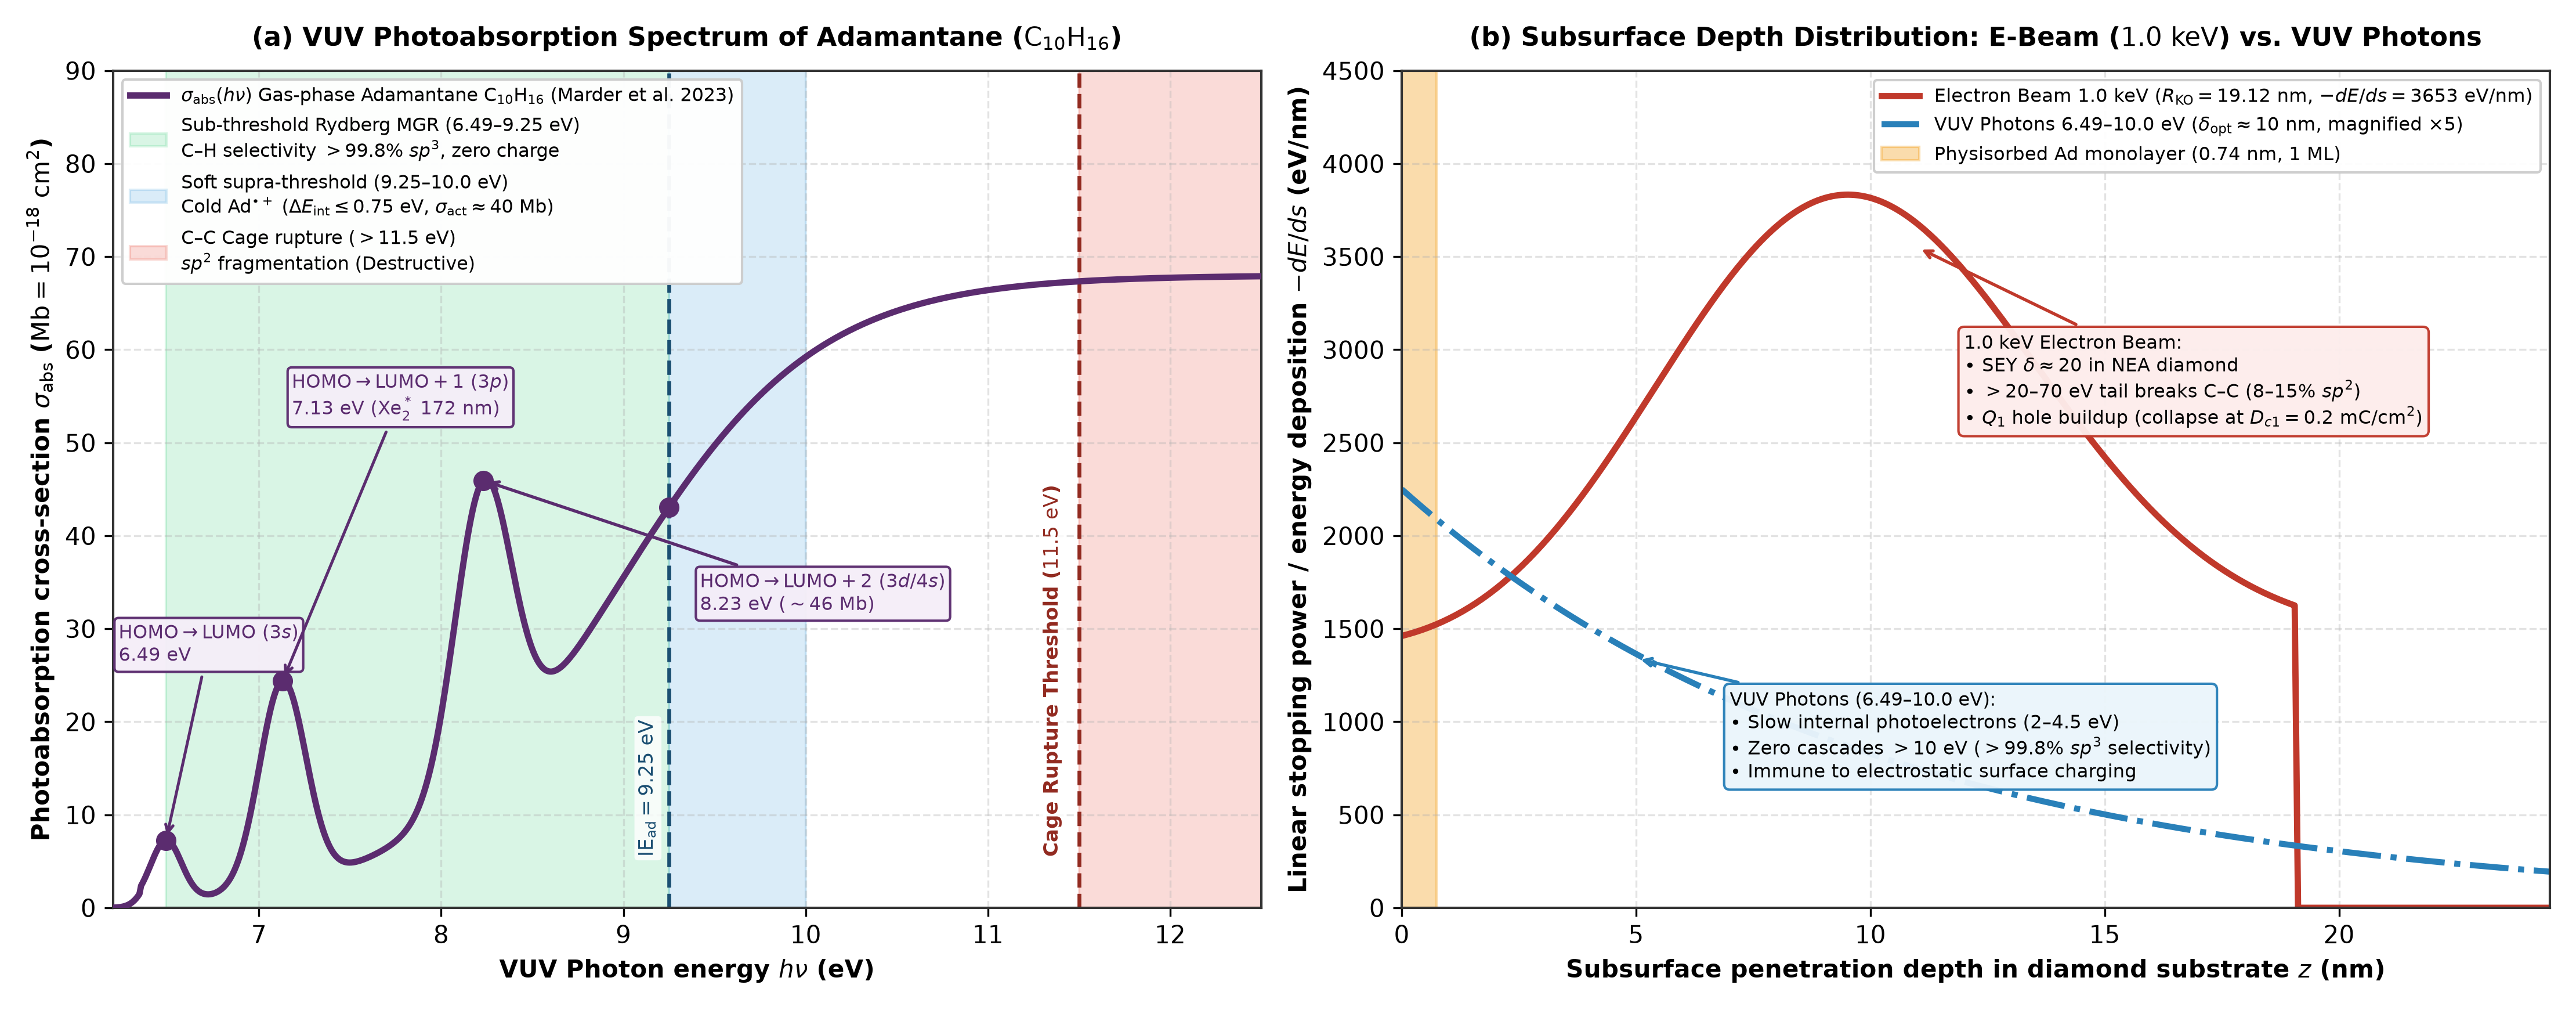 (a) VUV Photoabsorption Spectrum of Adamantane (C₁₀H₁₆)
Photoabsorption cross-section σ_abs (Mb = 10⁻¹⁸ cm²)
90
80
70
60
50
40
30
20
10
0
σ_abs(hν) Gas-phase Adamantane C₁₀H₁₆ (Marder et al. 2023)
Sub-threshold Rydberg MGR (6.49–9.25 eV)
C–H selectivity >99.8% sp³, zero charge
Soft supra-threshold (9.25–10.0 eV)
Cold Ad•⁺ (ΔE_int ≤ 0.75 eV, σ_act ≈ 40 Mb)
C–C Cage rupture (>11.5 eV)
sp² fragmentation (Destructive)
HOMO→LUMO + 1 (3p)
7.13 eV (Xe₂* 172 nm)
HOMO→LUMO (3s)
6.49 eV
HOMO→LUMO + 2 (3d/4s)
8.23 eV (∼46 Mb)
IE_ad = 9.25 eV
Cage Rupture Threshold (11.5 eV)
7
8
9
10
11
12
VUV Photon energy hν (eV)
(b) Subsurface Depth Distribution: E-Beam (1.0 keV) vs. VUV Photons
Linear stopping power / energy deposition −dE/ds (eV/nm)
4500
4000
3500
3000
2500
2000
1500
1000
500
0
Electron Beam 1.0 keV (R_KO = 19.12 nm, −dE/ds = 3653 eV/nm)
VUV Photons 6.49–10.0 eV (δ_opt ≈ 10 nm, magnified ×5)
Physisorbed Ad monolayer (0.74 nm, 1 ML)
1.0 keV Electron Beam:
• SEY δ ≈ 20 in NEA diamond
• >20–70 eV tail breaks C–C (8–15% sp²)
• Q₁ hole buildup (collapse at D_c1 = 0.2 mC/cm²)
VUV Photons (6.49–10.0 eV):
• Slow internal photoelectrons (2–4.5 eV)
• Zero cascades >10 eV (>99.8% sp³ selectivity)
• Immune to electrostatic surface charging
0
5
10
15
20
Subsurface penetration depth in diamond substrate z (nm)